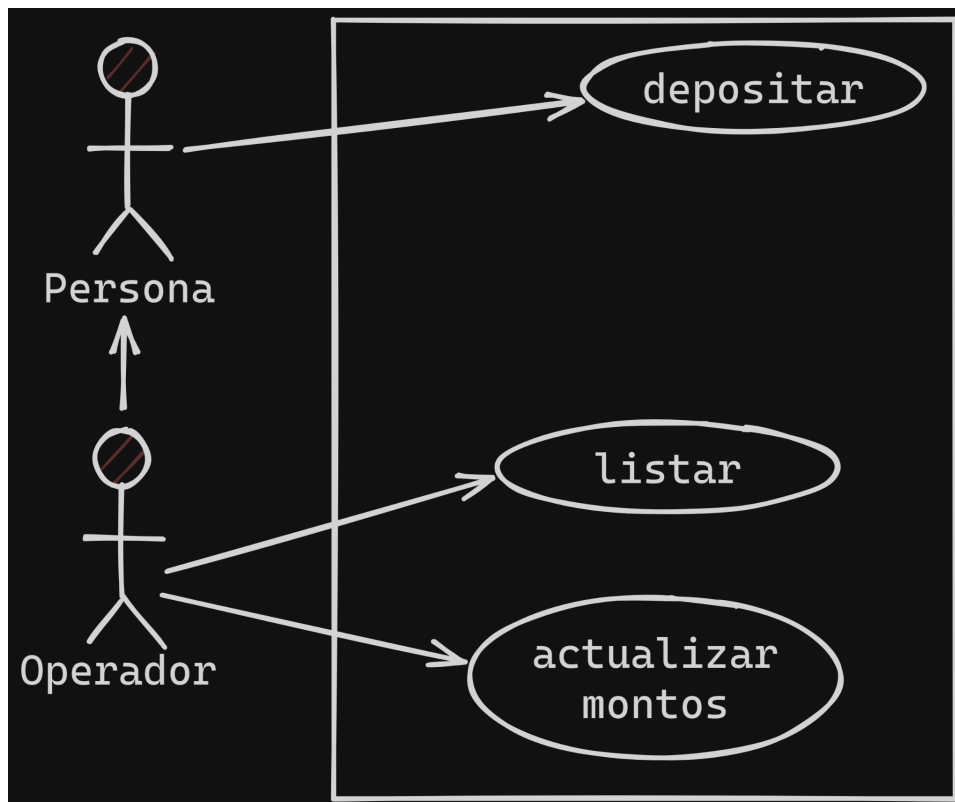 depositar
Persona
listar
actualizar
montos
Operador